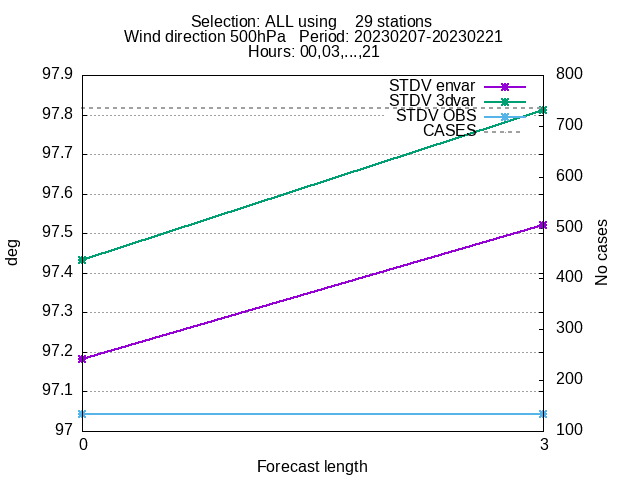 Selection: ALL using    29 stations
Wind direction 500hPa   Period: 20230207-20230221
Hours: 00,03,...,21
97.9
97.8
97.7
97.6
97.5
97.4
97.3
97.2
97.1
97
800
700
600
500
400
300
200
100
STDV envar
STDV 3dvar
STDV OBS
CASES
deg
No cases
0
3
Forecast length